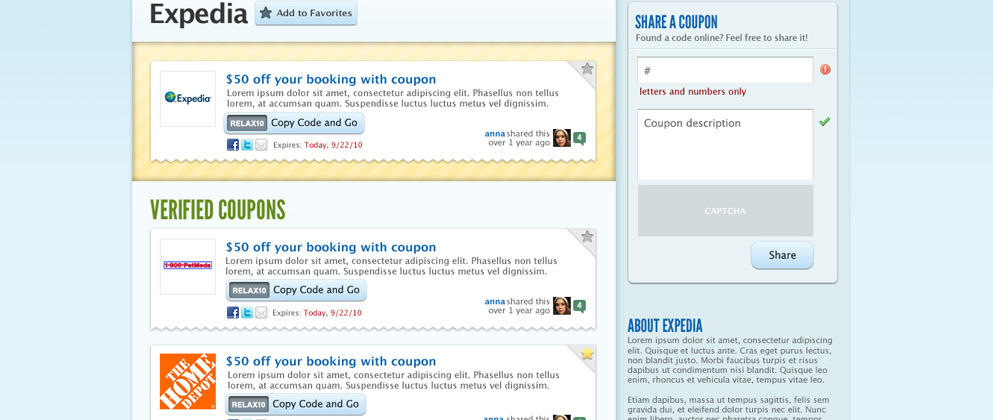 Expedia
Add to Favorites
Expedia
$50 off your booking with coupon
Lorem ipsum dolor sit amet, consectetur adipiscing elit. Phasellus non tellus
lorem, at accumsan quam. Suspendisse luctus luctus metus vel dignissim.
RELAX10 Copy Code and Go
Expires: Today, 9/22/10
anna shared this
over 1 year ago
4
VERIFIED COUPONS
1-800-PetMeds
$50 off your booking with coupon
Lorem ipsum dolor sit amet, consectetur adipiscing elit. Phasellus non tellus
lorem, at accumsan quam. Suspendisse luctus luctus metus vel dignissim.
RELAX10 Copy Code and Go
Expires: Today, 9/22/10
anna shared this
over 1 year ago
4
THE
HOME
DEPOT
$50 off your booking with coupon
Lorem ipsum dolor sit amet, consectetur adipiscing elit. Phasellus non tellus
lorem, at accumsan quam. Suspendisse luctus luctus metus vel dignissim.
RELAX10 Copy Code and Go
anna shared this
SHARE A COUPON
Found a code online? Feel free to share it!
#
letters and numbers only
Coupon description
CAPTCHA
Share
ABOUT EXPEDIA
Lorem ipsum dolor sit amet, consectetur adipiscing
elit. Quisque et luctus ante. Cras eget purus lectus,
non blandit justo. Morbi faucibus turpis et risus
dapibus ut condimentum nisi blandit. Quisque leo
enim, rhoncus et vehicula vitae, tempus vitae leo.
Etiam dapibus, massa ut tempus sagittis, felis sem
gravida dui, et eleifend dolor turpis nec elit. Nunc
enim libero, auctor nec pharetra congue, tempor